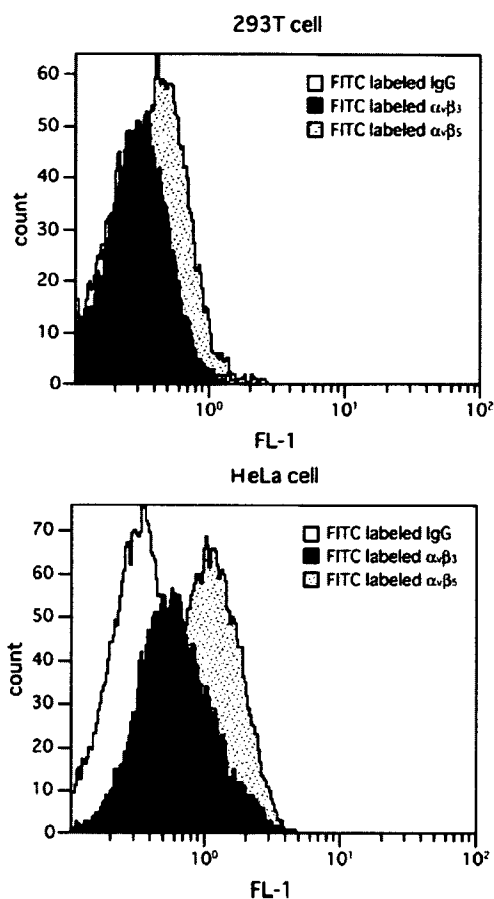 293T cell
60
50
40
30
20
10
0
count
FITC labeled IgG
FITC labeled αᵥβ₃
FITC labeled αᵥβ₅
10⁰
10¹
10²
FL-1
HeLa cell
70
60
50
40
30
20
10
0
count
FITC labeled IgG
FITC labeled αᵥβ₃
FITC labeled αᵥβ₅
10⁰
10¹
10²
FL-1